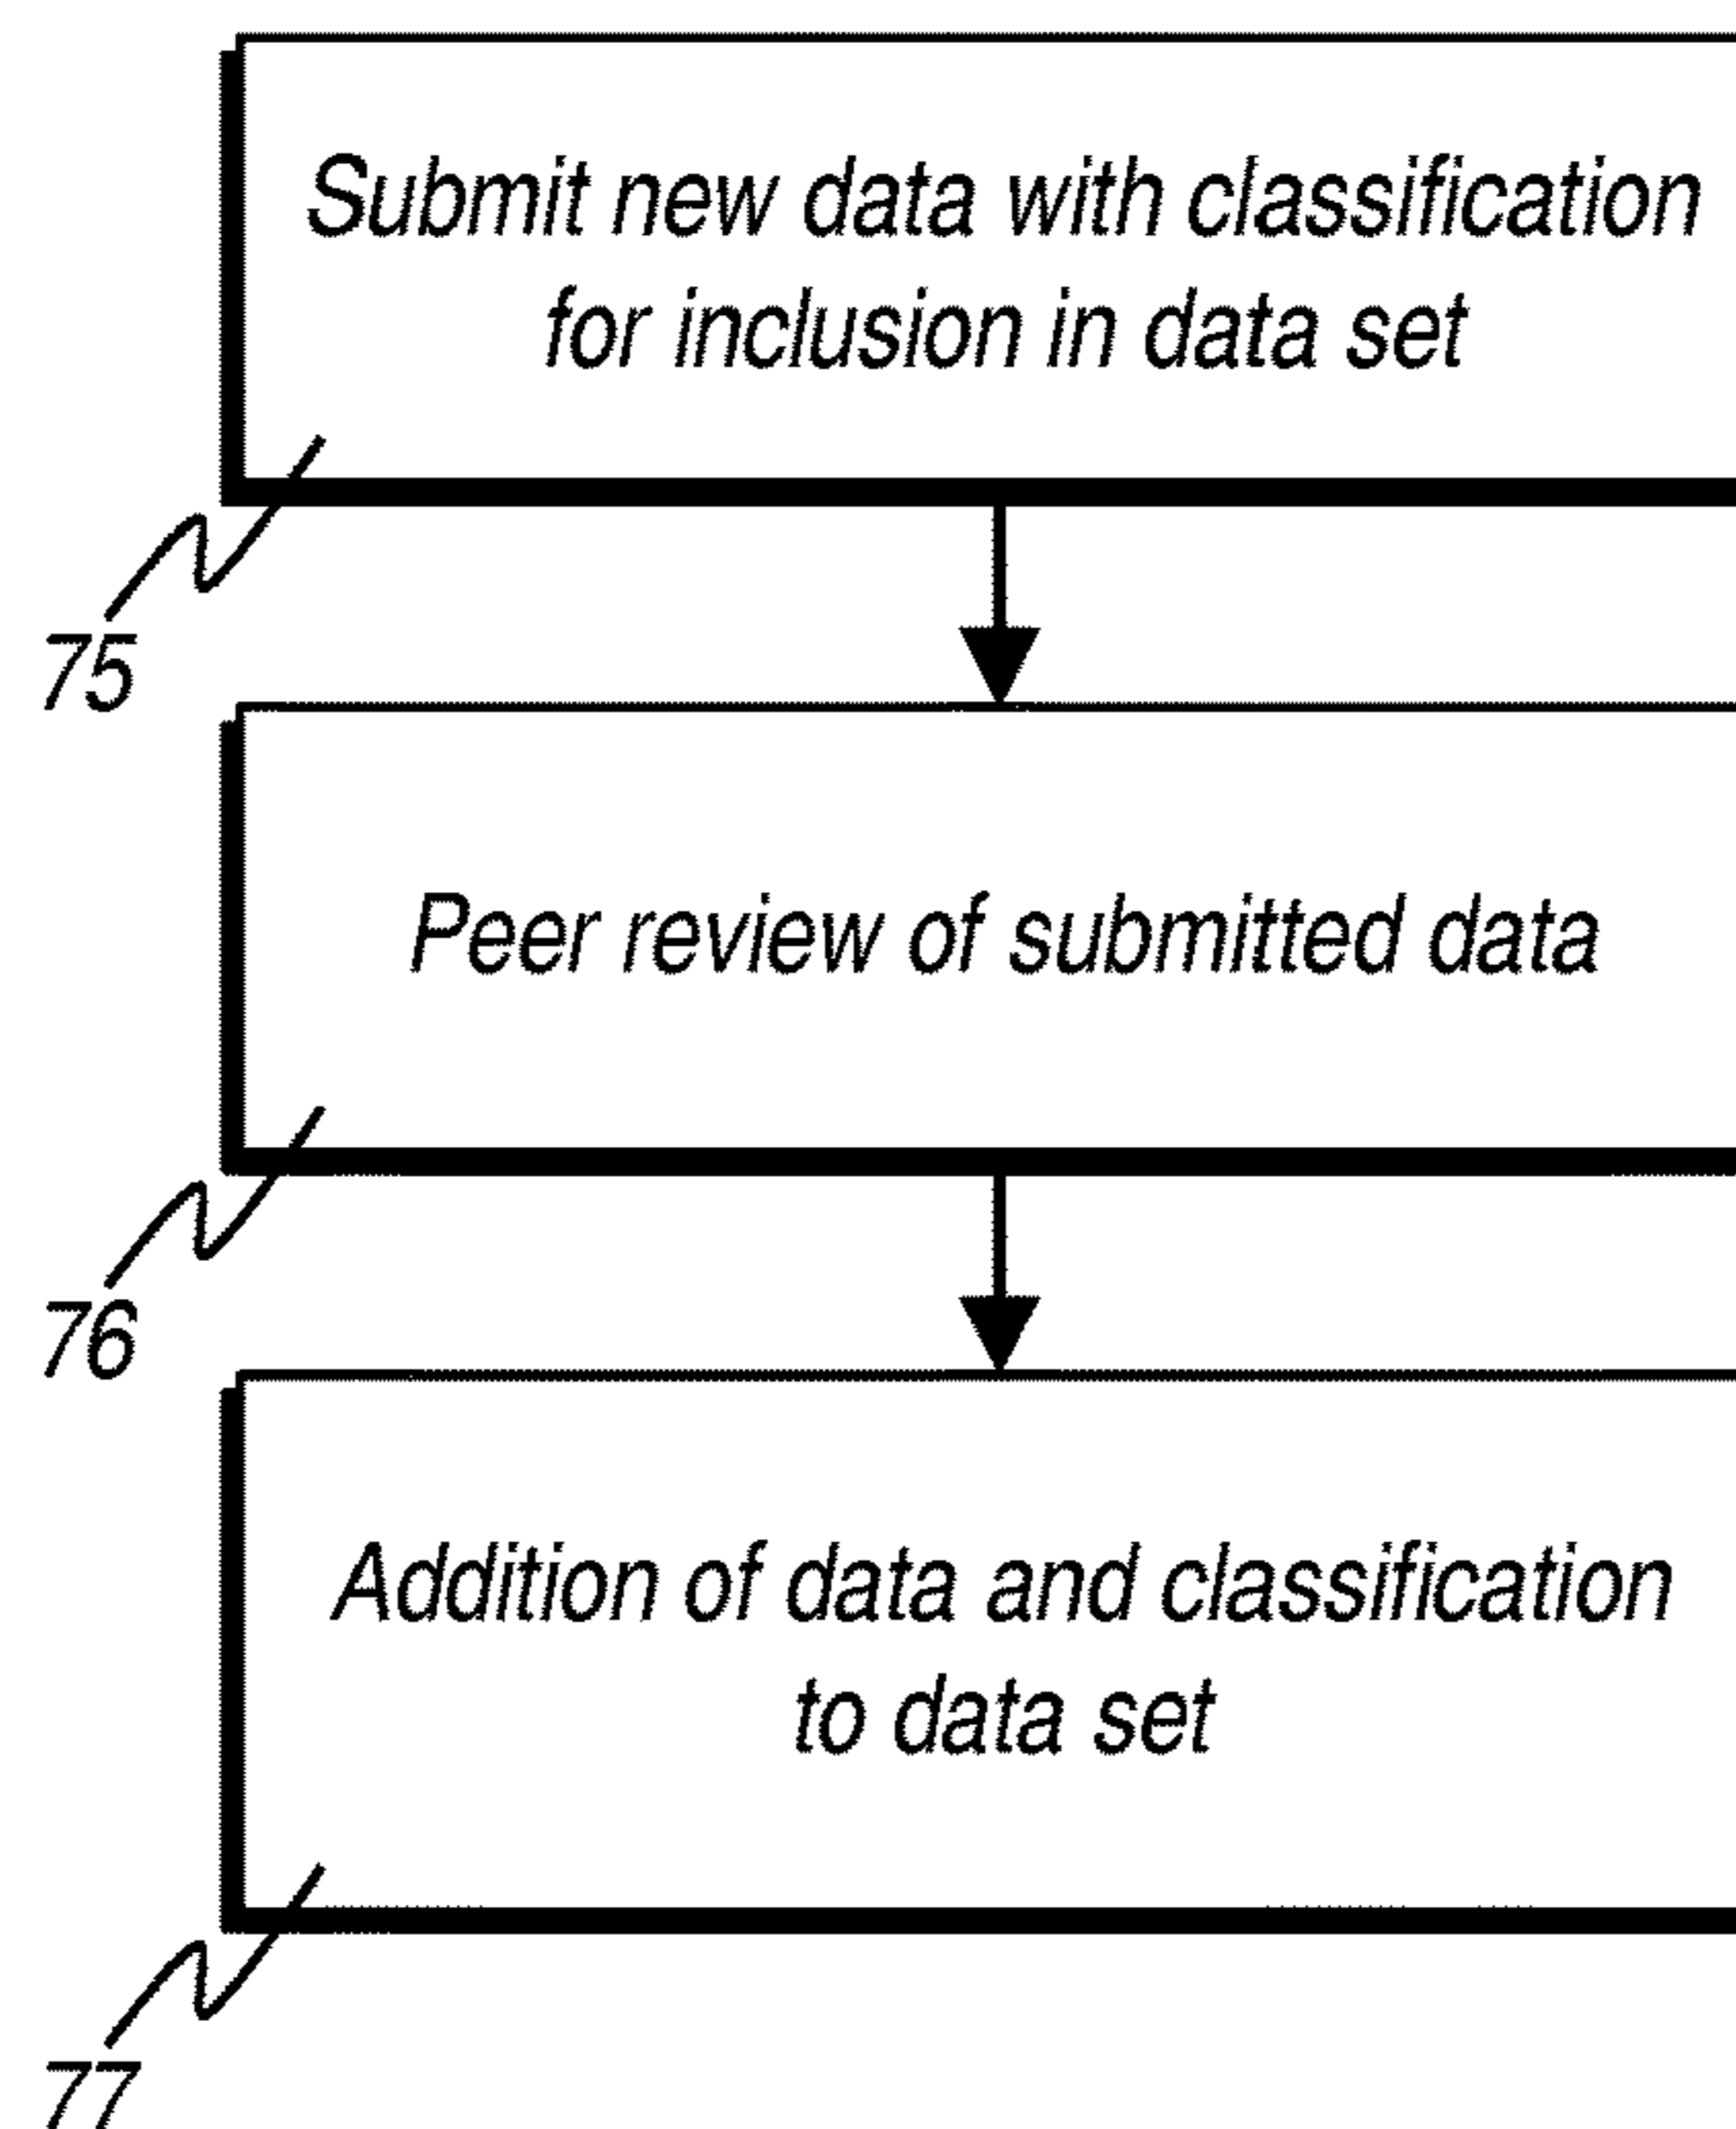 Submit new data with classification
for inclusion in data set
75
Peer review of submitted data
76
Addition of data and classification
to data set
77